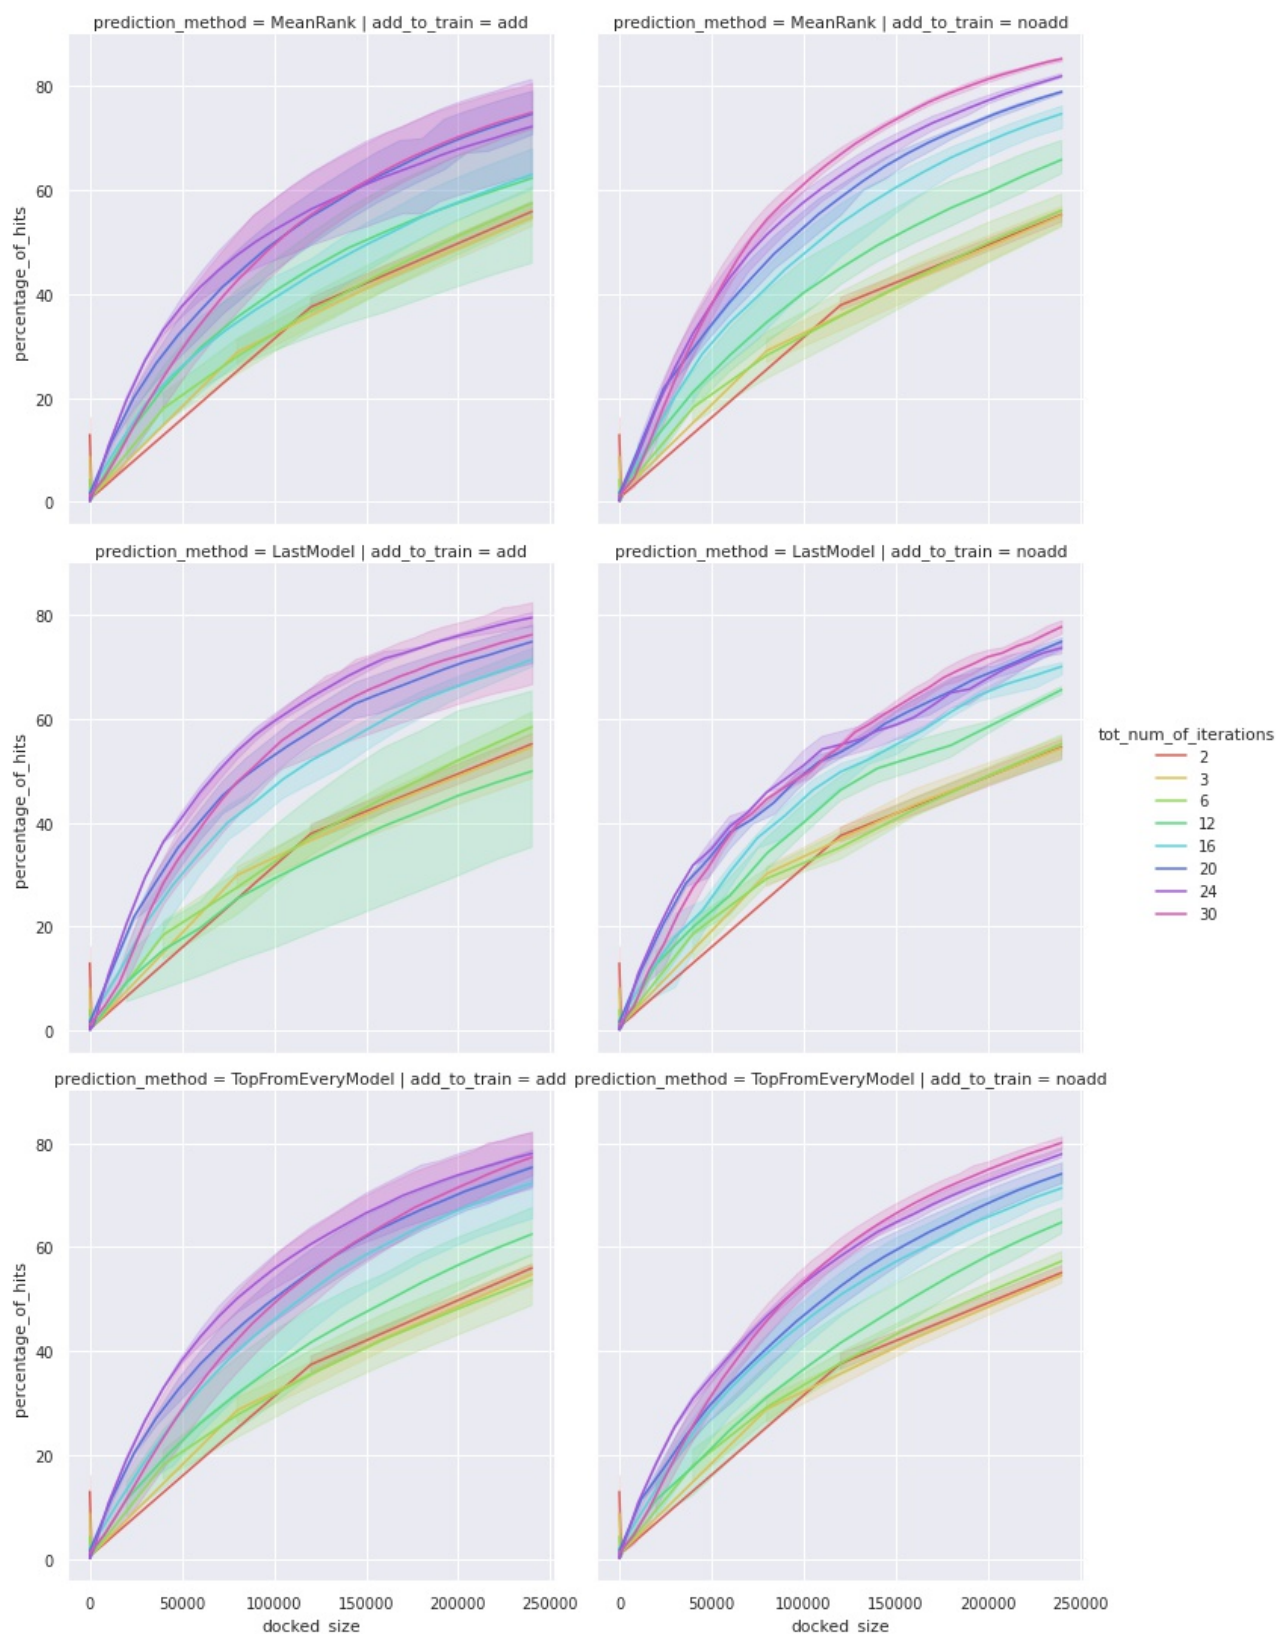 prediction_method = MeanRank | add_to_train = add
prediction_method = MeanRank | add_to_train = noadd
80
60
40
20
0
percentage_of_hits
prediction_method = LastModel | add_to_train = add
prediction_method = LastModel | add_to_train = noadd
80
60
40
20
0
percentage_of_hits
tot_num_of_iterations
2
3
6
12
16
20
24
30
prediction_method = TopFromEveryModel | add_to_train = add
prediction_method = TopFromEveryModel | add_to_train = noadd
80
60
40
20
0
percentage_of_hits
0 50000 100000 150000 200000 250000
docked_size
0 50000 100000 150000 200000 250000
docked_size